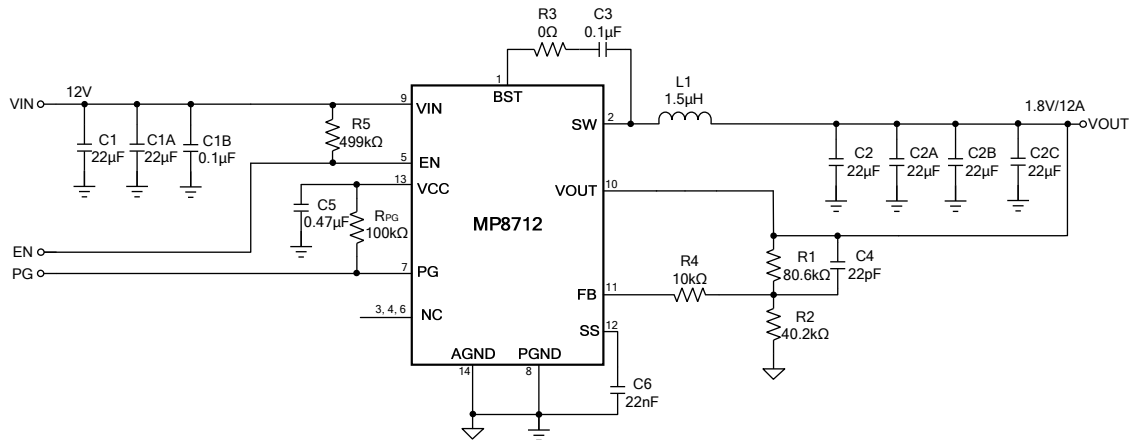 R3
0Ω
C3
0.1µF
1
BST
VIN
12V
9
VIN
L1
1.5µH
SW
2
1.8V/12A
VOUT
C1
22µF
C1A
22µF
C1B
0.1µF
R5
499kΩ
5
EN
C2
22µF
C2A
22µF
C2B
22µF
C2C
22µF
13
VCC
VOUT
10
C5
0.47µF
RPG
100kΩ
MP8712
EN
PG
7
PG
R4
10kΩ
R1
80.6kΩ
C4
22pF
FB
11
3, 4, 6
NC
SS
12
R2
40.2kΩ
AGND
14
PGND
8
C6
22nF